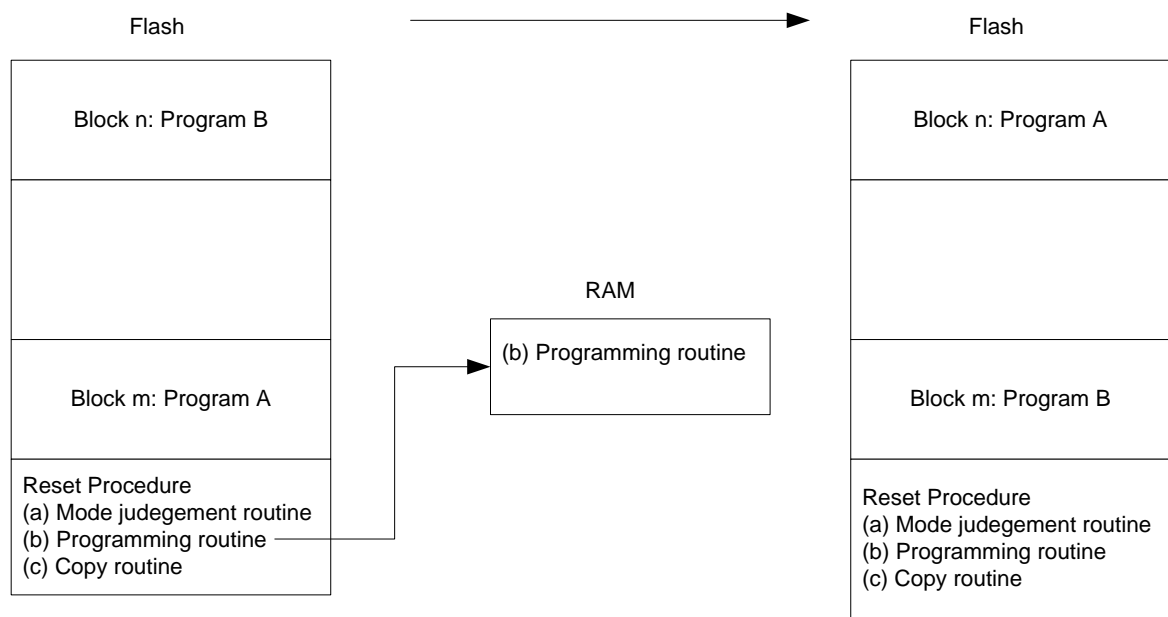 Flash
Block n: Program B
Block m: Program A
Reset Procedure
(a) Mode judegement routine
(b) Programming routine
(c) Copy routine
RAM
(b) Programming routine
Flash
Block n: Program A
Block m: Program B
Reset Procedure
(a) Mode judgement routine
(b) Programming routine
(c) Copy routine